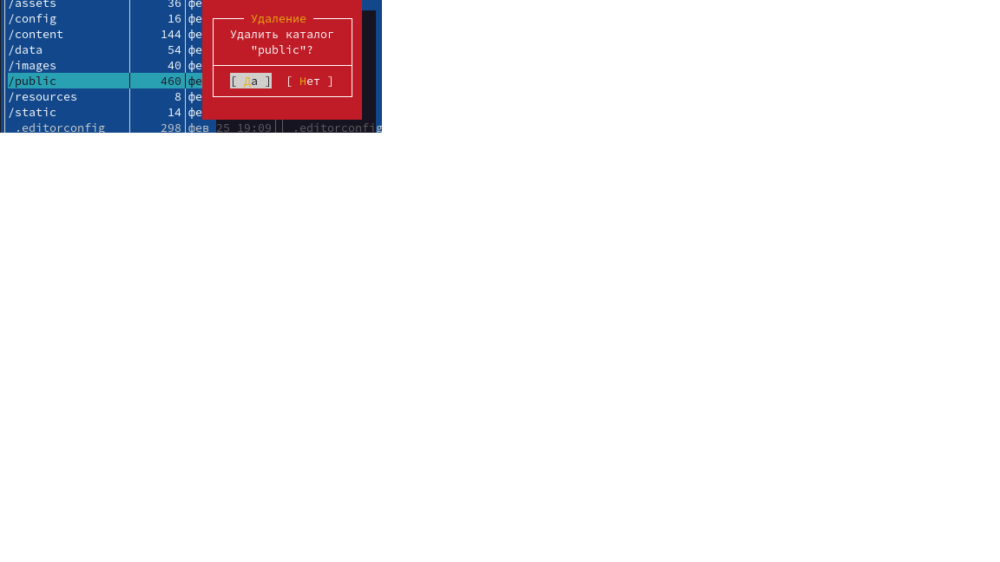 /assets 36 фе
/config 16 фе
/content 144 фе
/data 54 фе
/images 40 фе
/public 460 фе
/resources 8 фе
/static 14 фе
.editorconfig 298 фев 25 19:09 .editorconfig
Удаление
Удалить каталог
"public"?
[ Да ] [ Нет ]